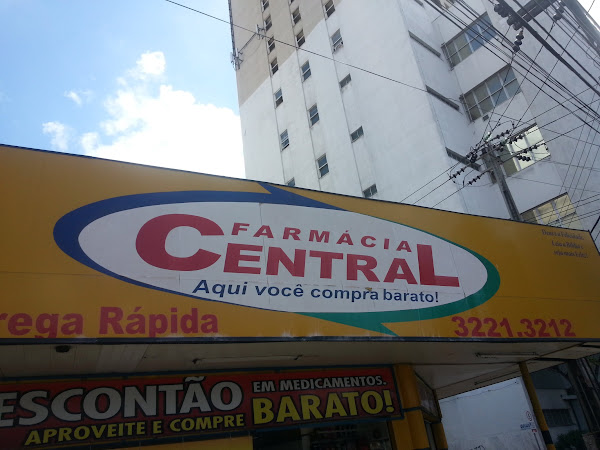 FARMÁCIA
CENTRAL
Aqui você compra barato!
rega Rápida
3221.3212
ESCONTÃO EM MEDICAMENTOS.
APROVEITE E COMPRE BARATO!